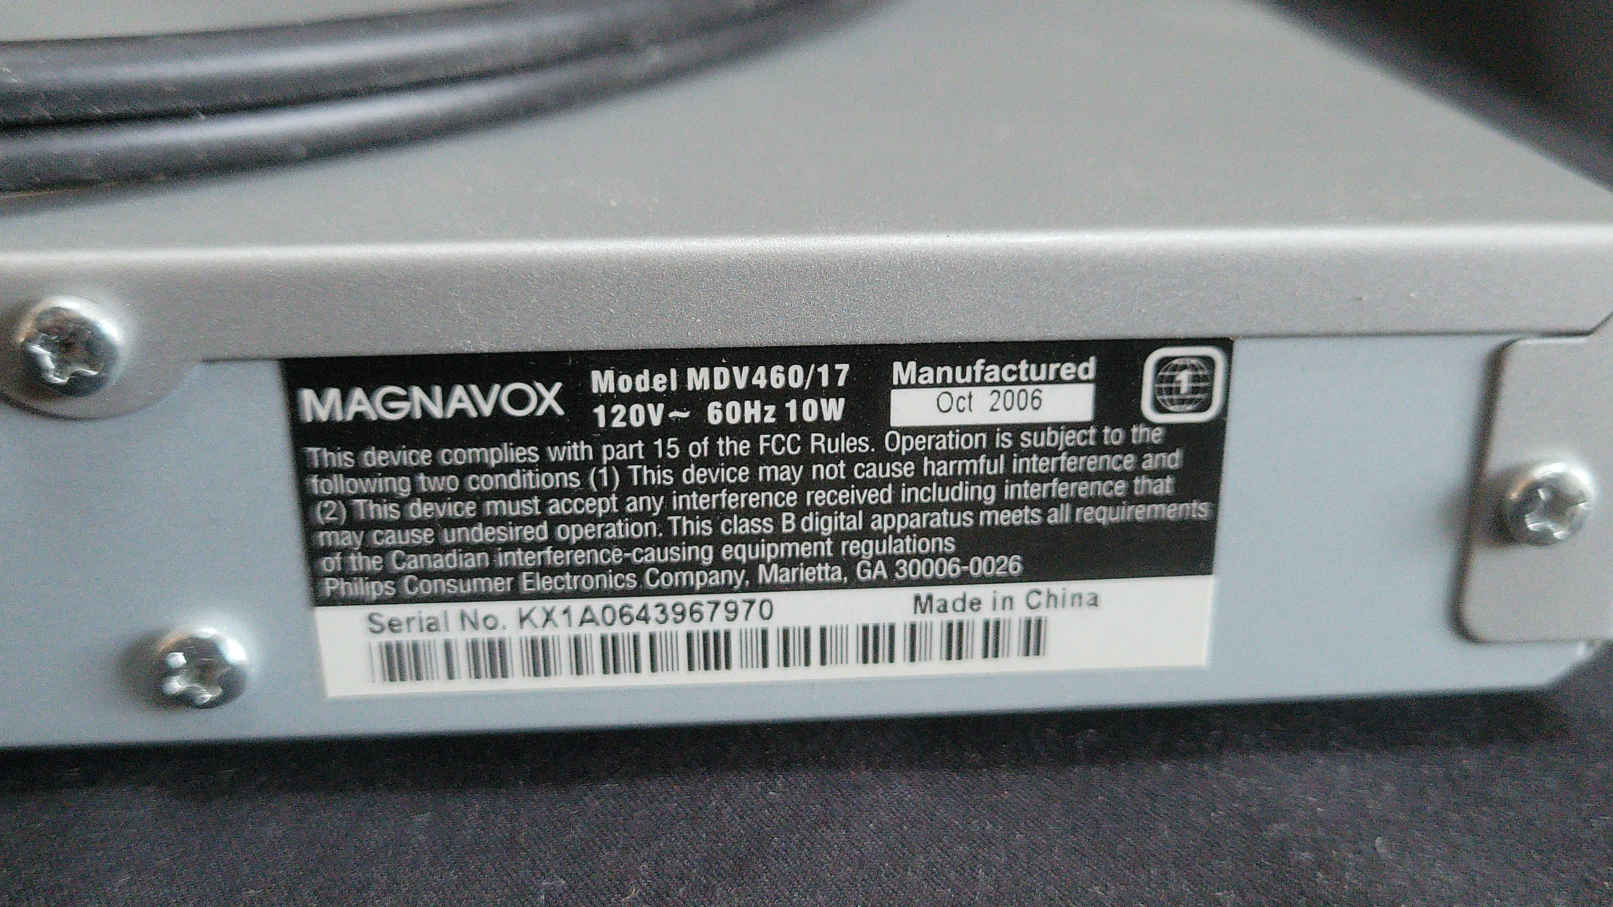 MAGNAVOX
Model MDV460/17
120V~ 60Hz 10W
Manufactured
Oct 2006
1
This device complies with part 15 of the FCC Rules. Operation is subject to the
following two conditions (1) This device may not cause harmful interference and
(2) This device must accept any interference received including interference that
may cause undesired operation. This class B digital apparatus meets all requirements
of the Canadian interference-causing equipment regulations
Philips Consumer Electronics Company, Marietta, GA 30006-0026
Serial No. KX1A0643967970
Made in China